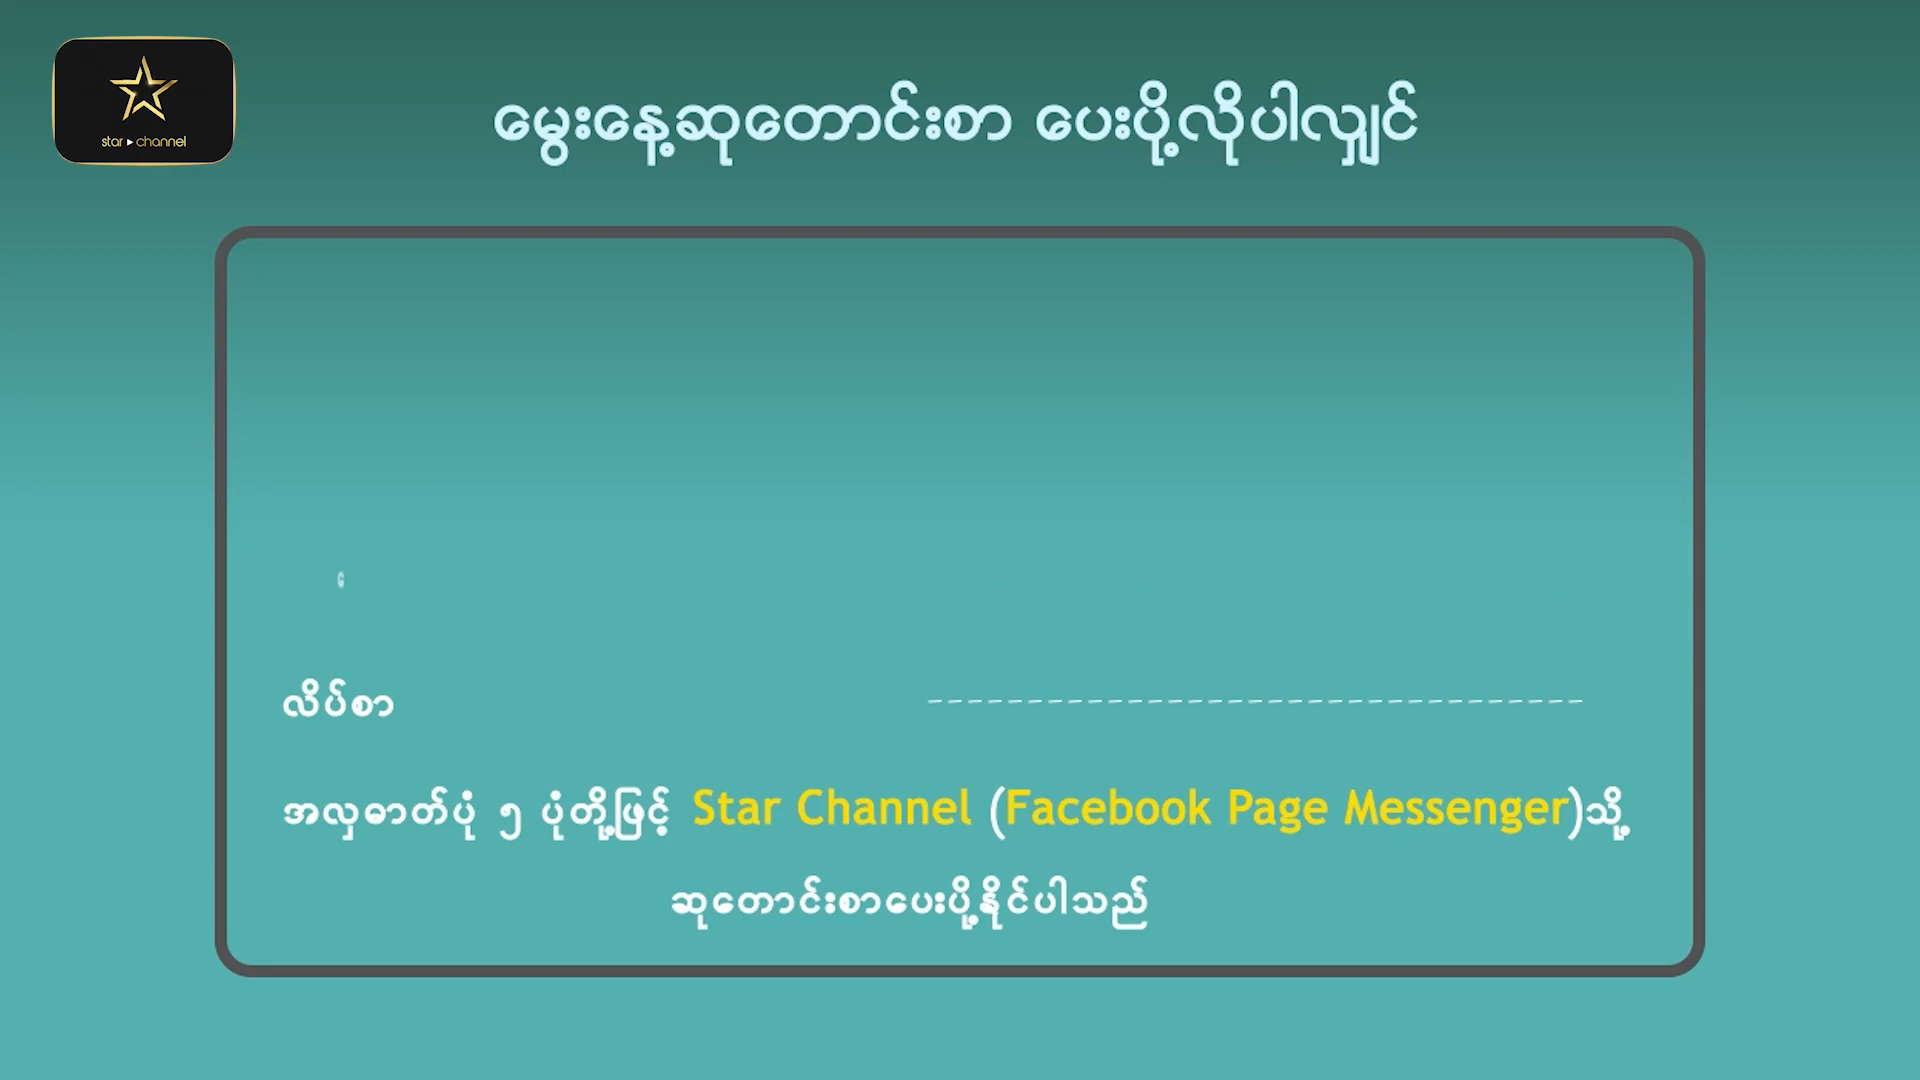 star channel
မွေးနေ့ဆုတောင်းစာ ပေးပို့လိုပါလျှင်
လိပ်စာ --------------------------------
အလှဓာတ်ပုံ ၅ ပုံတို့ဖြင့် Star Channel (Facebook Page Messenger)သို့
ဆုတောင်းစာပေးပို့နိုင်ပါသည်